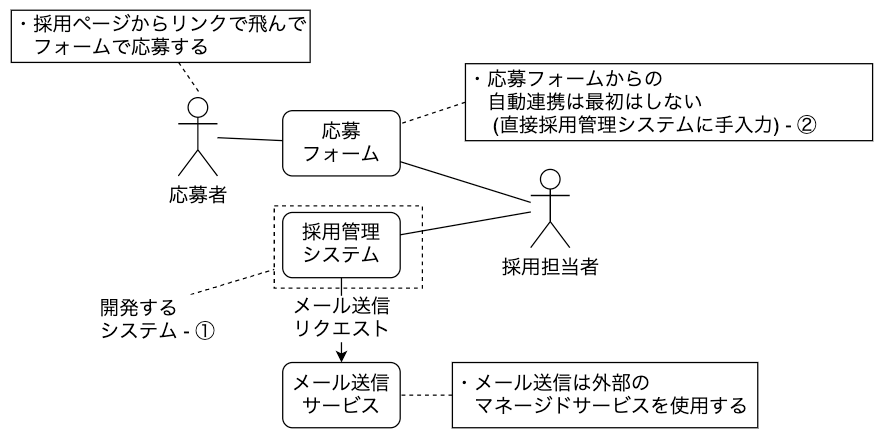 ・採用ページからリンクで飛んで
フォームで応募する
・応募フォームからの
自動連携は最初はしない
(直接採用管理システムに手入力) - ②
応募
フォーム
応募者
採用管理
システム
採用担当者
開発する
システム - ①
メール送信
リクエスト
メール送信
サービス
・メール送信は外部の
マネージドサービスを使用する